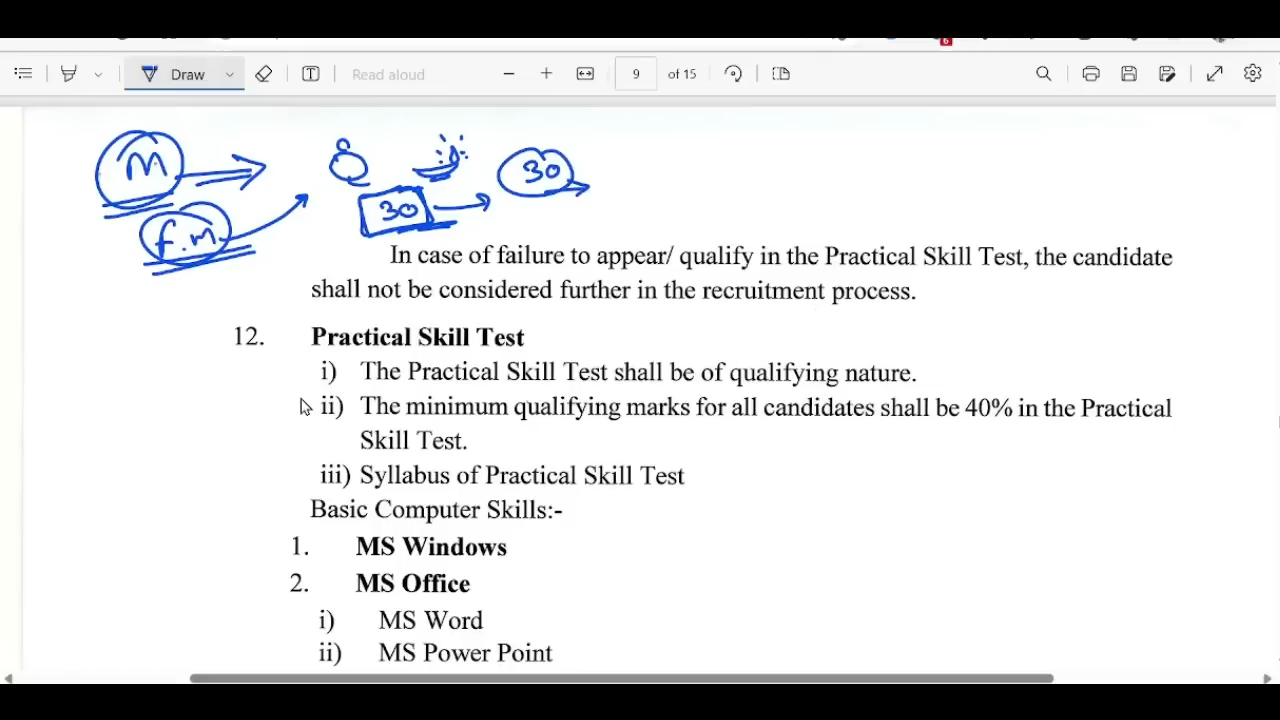 6
Draw
Read aloud
9 of 15
M
30
30
f.m
In case of failure to appear/ qualify in the Practical Skill Test, the candidate
shall not be considered further in the recruitment process.
12. Practical Skill Test
i) The Practical Skill Test shall be of qualifying nature.
ii) The minimum qualifying marks for all candidates shall be 40% in the Practical
Skill Test.
iii) Syllabus of Practical Skill Test
Basic Computer Skills:-
1. MS Windows
2. MS Office
i) MS Word
ii) MS Power Point